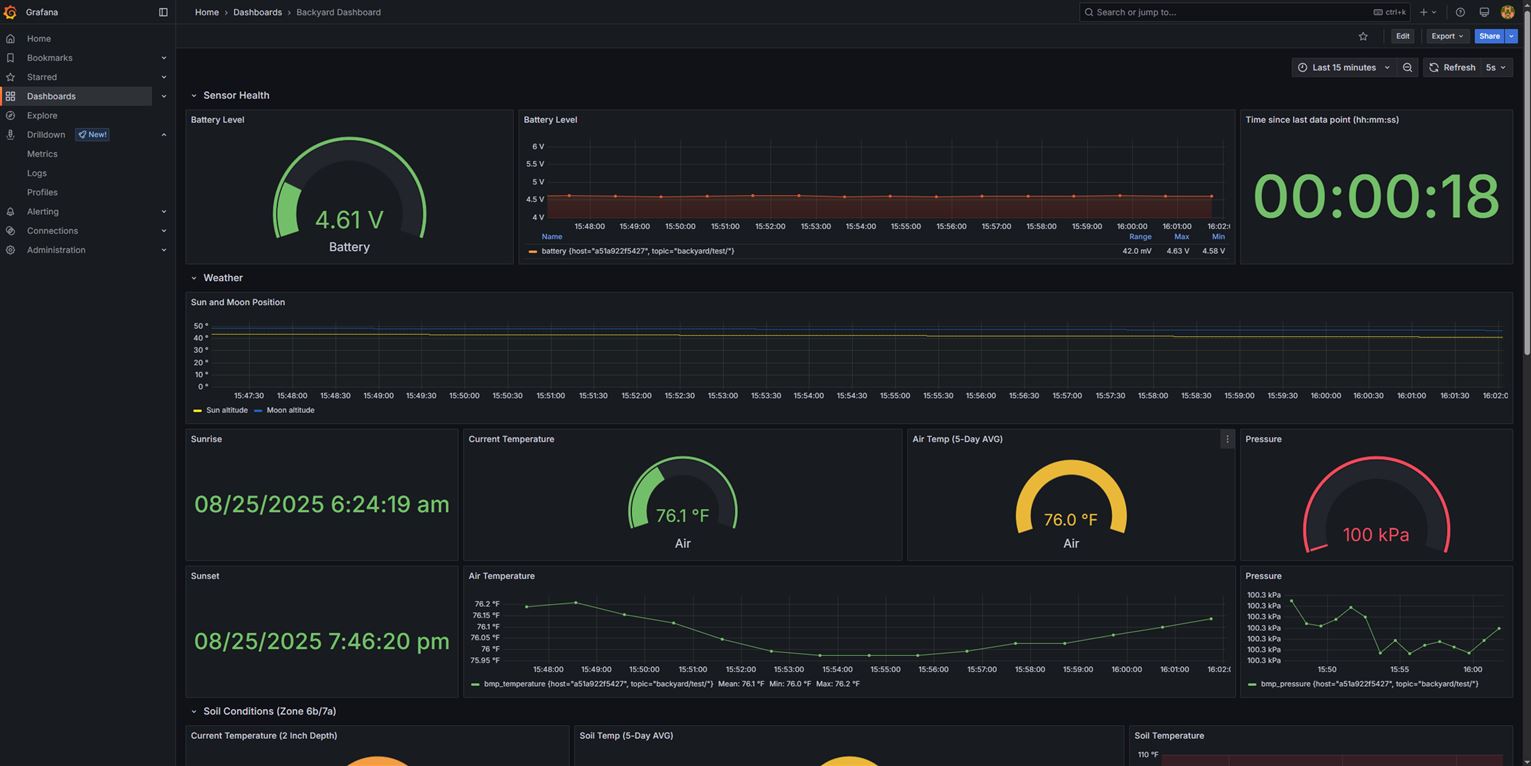 Grafana
Home › Dashboards › Backyard Dashboard
Search or jump to...
ctrl+k
Home
Bookmarks
Starred
Dashboards
Explore
Drilldown New!
Metrics
Logs
Profiles
Alerting
Connections
Administration
Edit
Export
Share
Last 15 minutes
Refresh 5s
Sensor Health
Battery Level
4.61 V
Battery
Battery Level
6 V
5.5 V
5 V
4.5 V
4 V
15:48:00 15:49:00 15:50:00 15:51:00 15:52:00 15:53:00 15:54:00 15:55:00 15:56:00 15:57:00 15:58:00 15:59:00 16:00:00 16:01:00 16:02:
Name Range Max Min
battery {host="a51a922f5427", topic="backyard/test/"} 42.0 mV 4.63 V 4.58 V
Time since last data point (hh:mm:ss)
00:00:18
Weather
Sun and Moon Position
50 °
40 °
30 °
20 °
10 °
0 °
15:47:30 15:48:00 15:48:30 15:49:00 15:49:30 15:50:00 15:50:30 15:51:00 15:51:30 15:52:00 15:52:30 15:53:00 15:53:30 15:54:00 15:54:30 15:55:00 15:55:30 15:56:00 15:56:30 15:57:00 15:57:30 15:58:00 15:58:30 15:59:00 15:59:30 16:00:00 16:00:30 16:01:00 16:01:30 16:02:0
Sun altitude Moon altitude
Sunrise
08/25/2025 6:24:19 am
Current Temperature
76.1 °F
Air
Air Temp (5-Day AVG)
76.0 °F
Air
Pressure
100 kPa
Sunset
08/25/2025 7:46:20 pm
Air Temperature
76.2 °F
76.15 °F
76.1 °F
76.05 °F
76 °F
75.95 °F
15:48:00 15:49:00 15:50:00 15:51:00 15:52:00 15:53:00 15:54:00 15:55:00 15:56:00 15:57:00 15:58:00 15:59:00 16:00:00 16:01:00 16:02:
bmp_temperature {host="a51a922f5427", topic="backyard/test/"} Mean: 76.1 °F Min: 76.0 °F Max: 76.2 °F
Pressure
100.3 kPa
100.3 kPa
100.3 kPa
100.3 kPa
100.3 kPa
100.3 kPa
100.3 kPa
15:50 15:55 16:00
bmp_pressure {host="a51a922f5427", topic="backyard/test/"}
Soil Conditions (Zone 6b/7a)
Current Temperature (2 Inch Depth)
Soil Temp (5-Day AVG)
Soil Temperature
110 °F